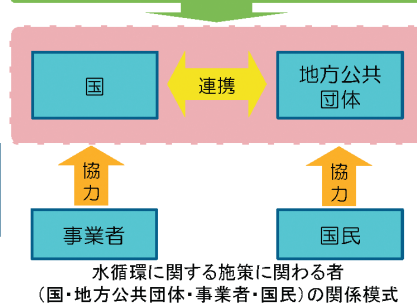 国
連携
地方公共
団体
協力
協力
事業者
国民
水循環に関する施策に関わる者
(国・地方公共団体・事業者・国民)の関係模式